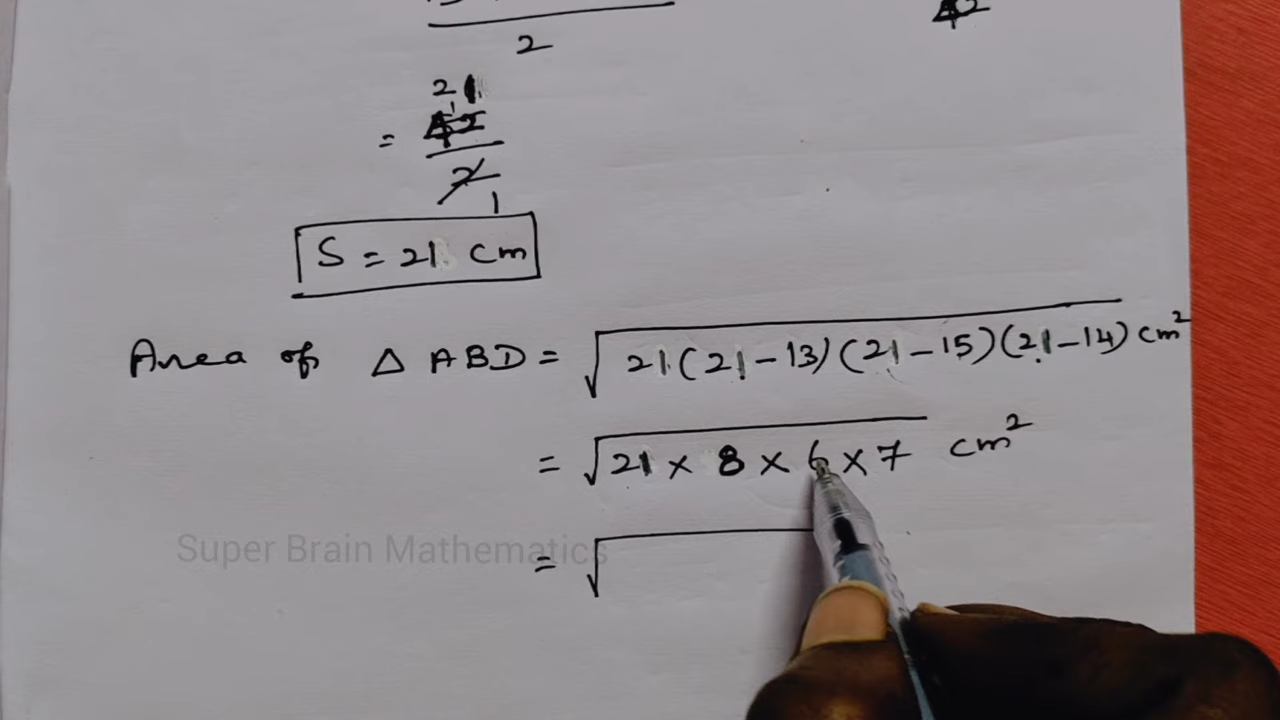 2
42
21
= 42
2
1
S = 21 cm
Area of Δ ABD = √21(21-13)(21-15)(21-14) cm²
= √21 × 8 × 6 × 7 cm²
Super Brain Mathematics
= √